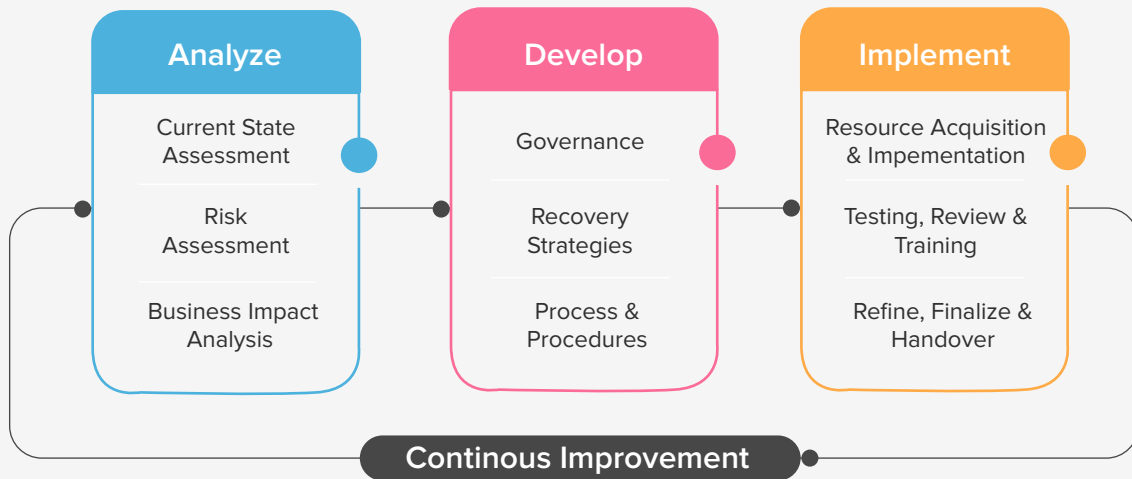 Analyze
Current State
Assessment
Risk
Assessment
Business Impact
Analysis
Develop
Governance
Recovery
Strategies
Process &
Procedures
Implement
Resource Acquisition
& Impementation
Testing, Review &
Training
Refine, Finalize &
Handover
Continous Improvement